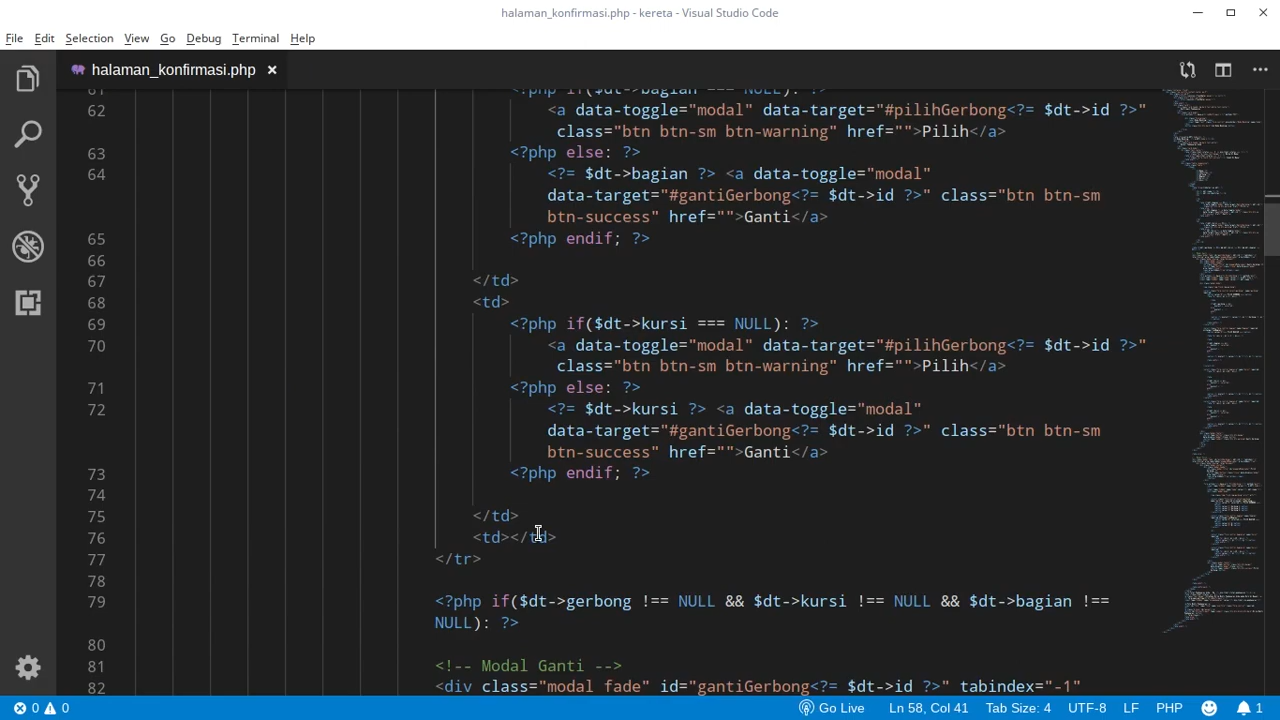 halaman_konfirmasi.php - kereta - Visual Studio Code
File Edit Selection View Go Debug Terminal Help
halaman_konfirmasi.php
61 <?php if($dt->bagian === NULL): ?>
62 <a data-toggle="modal" data-target="#pilihGerbong<?= $dt->id ?>"
class="btn btn-sm btn-warning" href="">Pilih</a>
63 <?php else: ?>
64 <?= $dt->bagian ?> <a data-toggle="modal"
data-target="#gantiGerbong<?= $dt->id ?>" class="btn btn-sm
btn-success" href="">Ganti</a>
65 <?php endif; ?>
66
67 </td>
68 <td>
69 <?php if($dt->kursi === NULL): ?>
70 <a data-toggle="modal" data-target="#pilihGerbong<?= $dt->id ?>"
class="btn btn-sm btn-warning" href="">Pilih</a>
71 <?php else: ?>
72 <?= $dt->kursi ?> <a data-toggle="modal"
data-target="#gantiGerbong<?= $dt->id ?>" class="btn btn-sm
btn-success" href="">Ganti</a>
73 <?php endif; ?>
74
75 </td>
76 <td></td>
77 </tr>
78
79 <?php if($dt->gerbong !== NULL && $dt->kursi !== NULL && $dt->bagian !==
NULL): ?>
80
81 <!-- Modal Ganti -->
82 <div class="modal fade" id="gantiGerbong<?= $dt->id ?>" tabindex="-1"
0 0 Go Live Ln 58, Col 41 Tab Size: 4 UTF-8 LF PHP 1